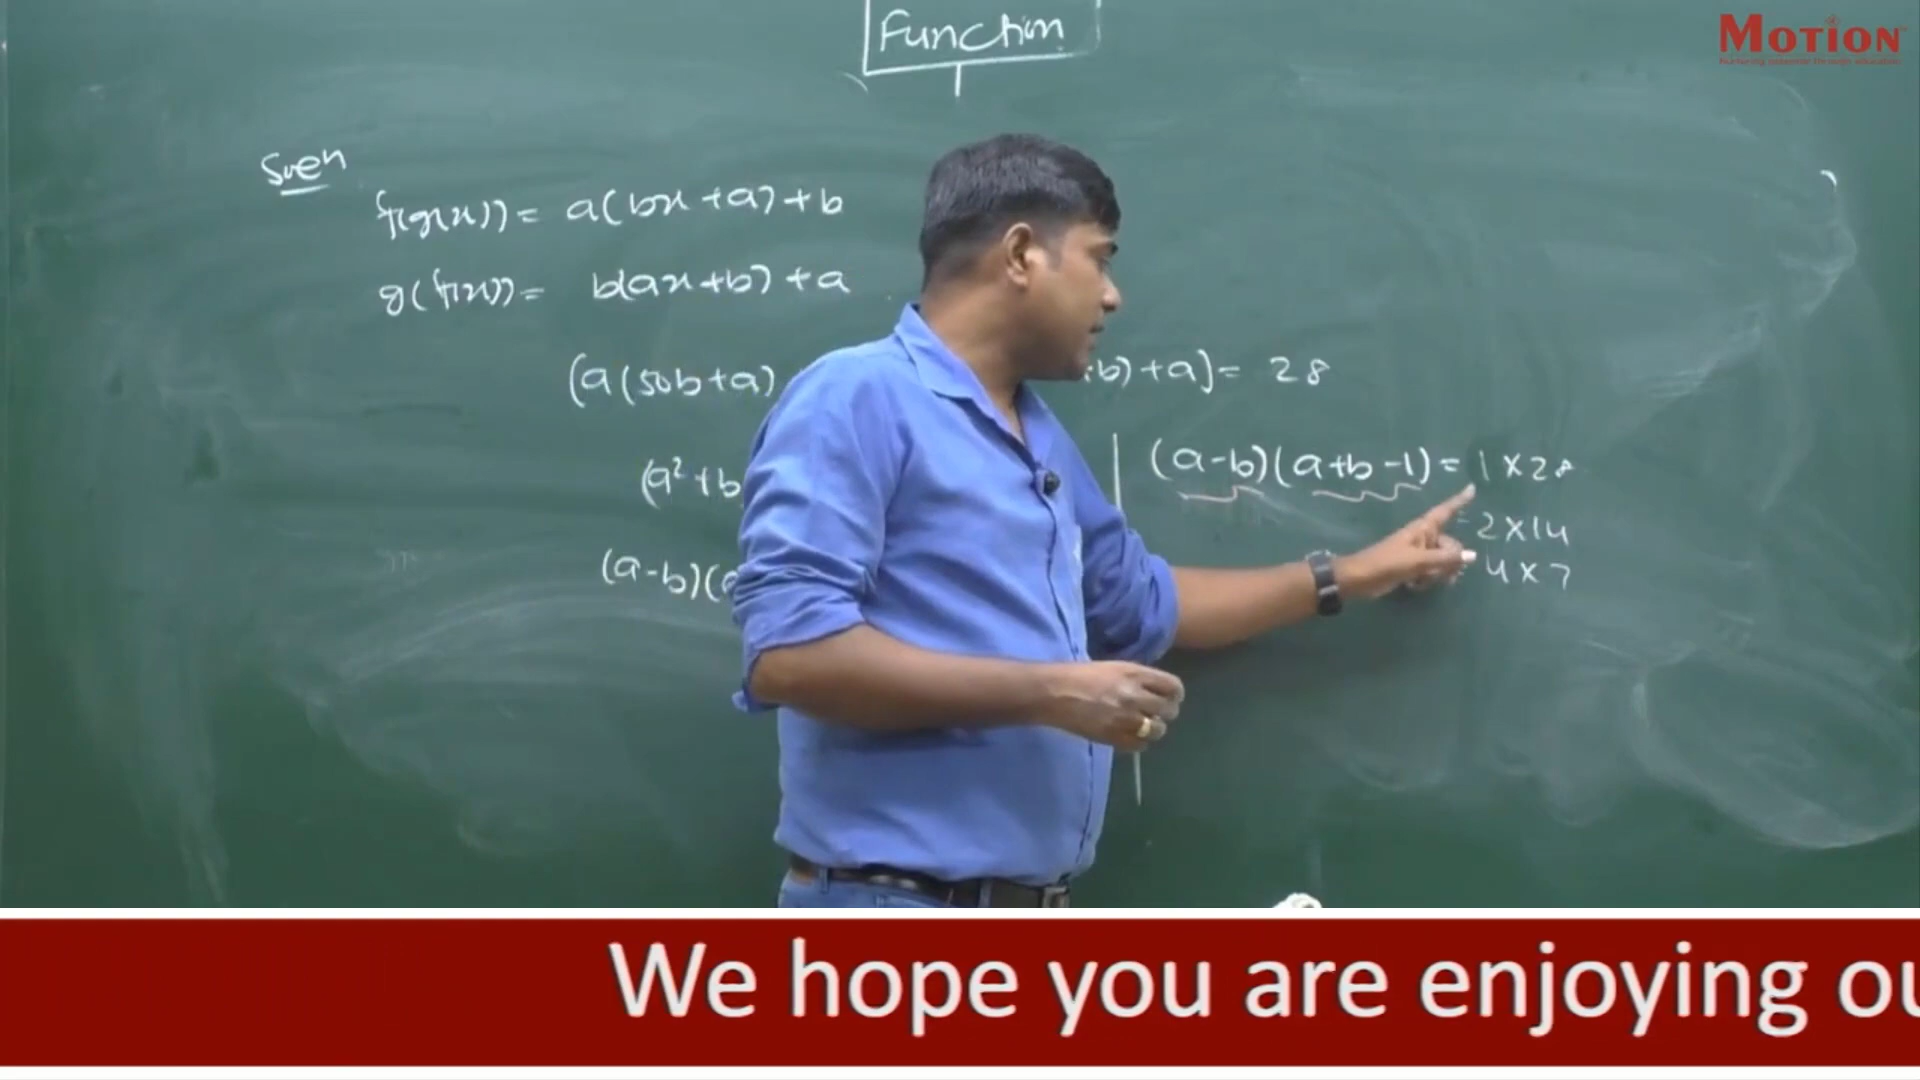 Function
MOTION
f(g(x)) = a(bx+a)+b
g(f(x)) = b(ax+b)+a
(a(50b+a) b)+a) = 28
(a²+b
(a-b)(a+b-1) = 1×28
= 2×14
= 4×7
(a-b)(
We hope you are enjoying ou